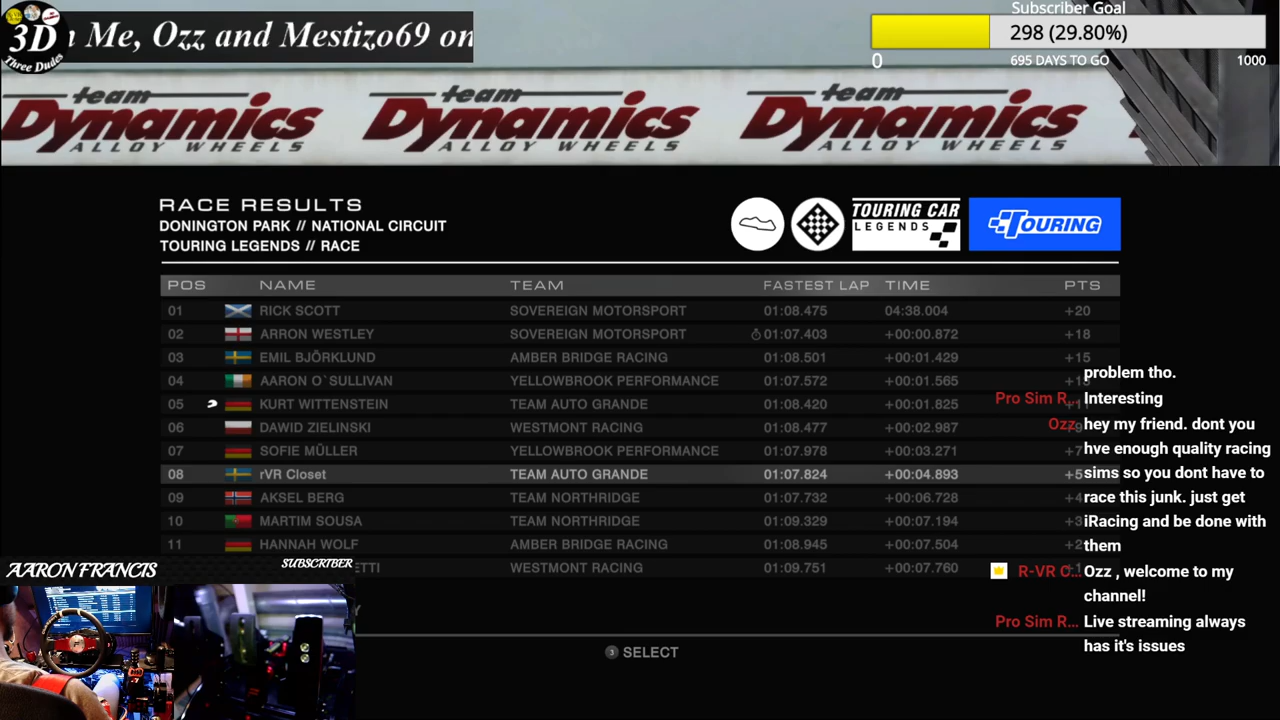 3D
Three Dudes
Me, Ozz and Mestizo69 on
Subscriber Goal
298 (29.80%)
0
695 DAYS TO GO
1000
team
Dynamics
ALLOY WHEELS
team
Dynamics
ALLOY WHEELS
team
Dynamics
ALLOY WHEELS
RACE RESULTS
DONINGTON PARK // NATIONAL CIRCUIT
TOURING LEGENDS // RACE
TOURING CAR
LEGENDS
TOURING
POS NAME TEAM FASTEST LAP TIME PTS
01 RICK SCOTT SOVEREIGN MOTORSPORT 01:08.475 04:38.004 +20
02 ARRON WESTLEY SOVEREIGN MOTORSPORT 01:07.403 +00:00.872 +18
03 EMIL BJÖRKLUND AMBER BRIDGE RACING 01:08.501 +00:01.429 +15
04 AARON O`SULLIVAN YELLOWBROOK PERFORMANCE 01:07.572 +00:01.565 +13
05 KURT WITTENSTEIN TEAM AUTO GRANDE 01:08.420 +00:01.825 +11
06 DAWID ZIELINSKI WESTMONT RACING 01:08.477 +00:02.987 +9
07 SOFIE MÜLLER YELLOWBROOK PERFORMANCE 01:07.978 +00:03.271 +7
08 rVR Closet TEAM AUTO GRANDE 01:07.824 +00:04.893 +5
09 AKSEL BERG TEAM NORTHRIDGE 01:07.732 +00:06.728 +4
10 MARTIM SOUSA TEAM NORTHRIDGE 01:09.329 +00:07.194 +3
11 HANNAH WOLF AMBER BRIDGE RACING 01:08.945 +00:07.504 +2
ETTI WESTMONT RACING 01:09.751 +00:07.760 +1
problem tho.
Pro Sim R... Interesting
Ozz hey my friend. dont you
hve enough quality racing
sims so you dont have to
race this junk. just get
iRacing and be done with
them
R-VR C... Ozz , welcome to my
channel!
Pro Sim R... Live streaming always
has it's issues
AARON FRANCIS
SUBSCRIBER
3 SELECT